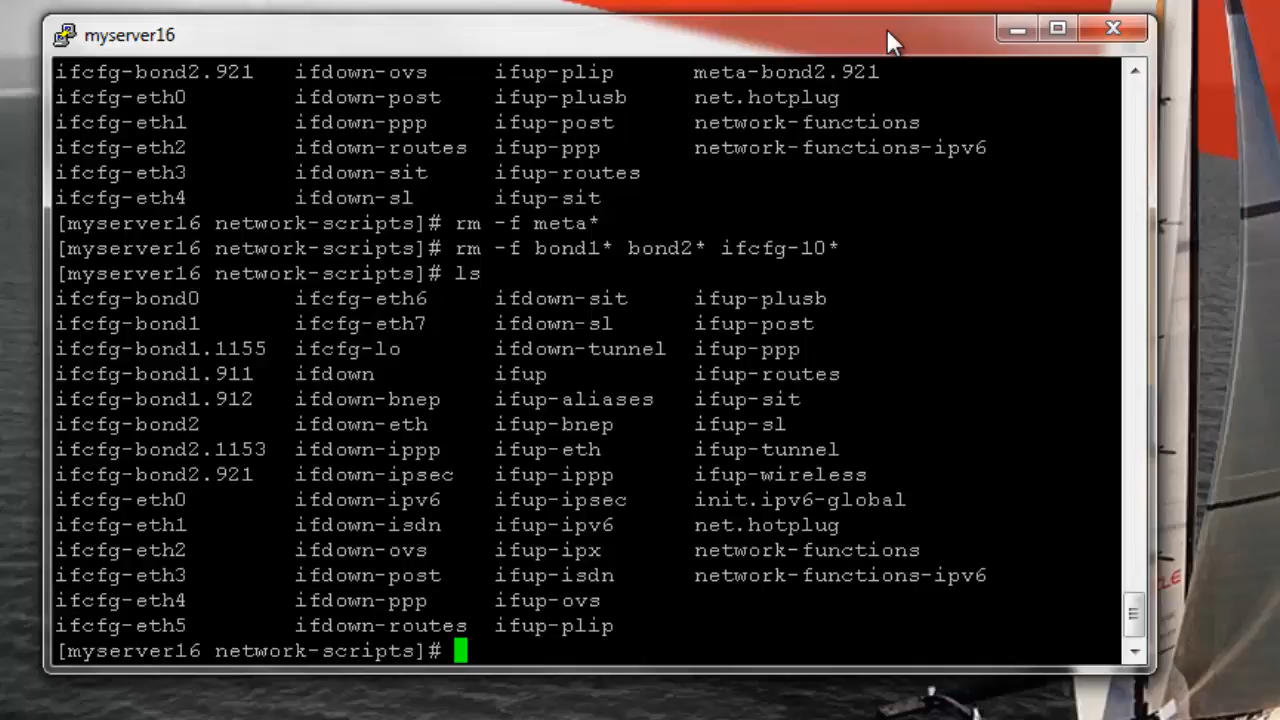 myserver16
ifcfg-bond2.921 ifdown-ovs ifup-plip meta-bond2.921
ifcfg-eth0 ifdown-post ifup-plusb net.hotplug
ifcfg-eth1 ifdown-ppp ifup-post network-functions
ifcfg-eth2 ifdown-routes ifup-ppp network-functions-ipv6
ifcfg-eth3 ifdown-sit ifup-routes
ifcfg-eth4 ifdown-sl ifup-sit
[myserver16 network-scripts]# rm -f meta*
[myserver16 network-scripts]# rm -f bond1* bond2* ifcfg-10*
[myserver16 network-scripts]# ls
ifcfg-bond0 ifcfg-eth6 ifdown-sit ifup-plusb
ifcfg-bond1 ifcfg-eth7 ifdown-sl ifup-post
ifcfg-bond1.1155 ifcfg-lo ifdown-tunnel ifup-ppp
ifcfg-bond1.911 ifdown ifup ifup-routes
ifcfg-bond1.912 ifdown-bnep ifup-aliases ifup-sit
ifcfg-bond2 ifdown-eth ifup-bnep ifup-sl
ifcfg-bond2.1153 ifdown-ippp ifup-eth ifup-tunnel
ifcfg-bond2.921 ifdown-ipsec ifup-ippp ifup-wireless
ifcfg-eth0 ifdown-ipv6 ifup-ipsec init.ipv6-global
ifcfg-eth1 ifdown-isdn ifup-ipv6 net.hotplug
ifcfg-eth2 ifdown-ovs ifup-ipx network-functions
ifcfg-eth3 ifdown-post ifup-isdn network-functions-ipv6
ifcfg-eth4 ifdown-ppp ifup-ovs
ifcfg-eth5 ifdown-routes ifup-plip
[myserver16 network-scripts]#